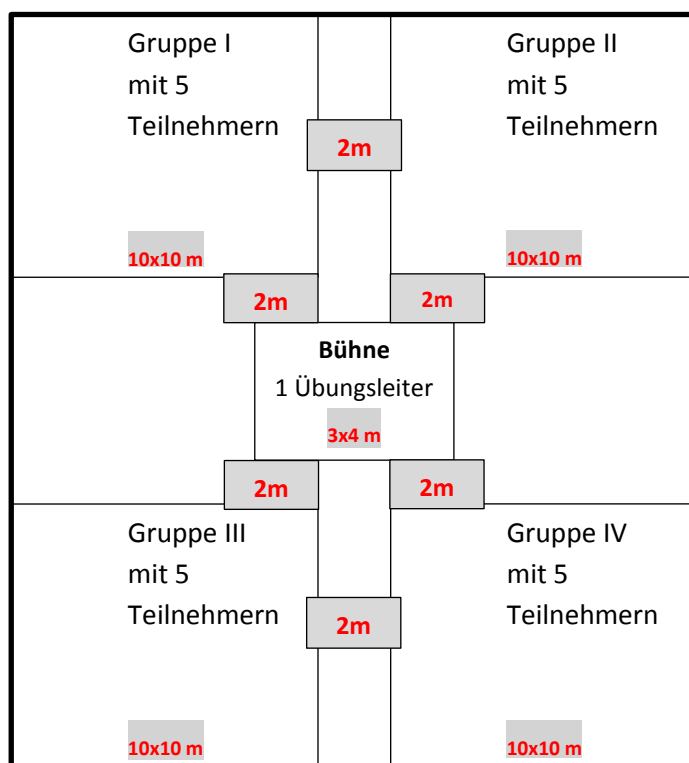 Gruppe I
mit 5
Teilnehmern
10x10 m
Gruppe II
mit 5
Teilnehmern
10x10 m
2m
2m
2m
Bühne
1 Übungsleiter
3x4 m
2m
2m
Gruppe III
mit 5
Teilnehmern
10x10 m
2m
Gruppe IV
mit 5
Teilnehmern
10x10 m